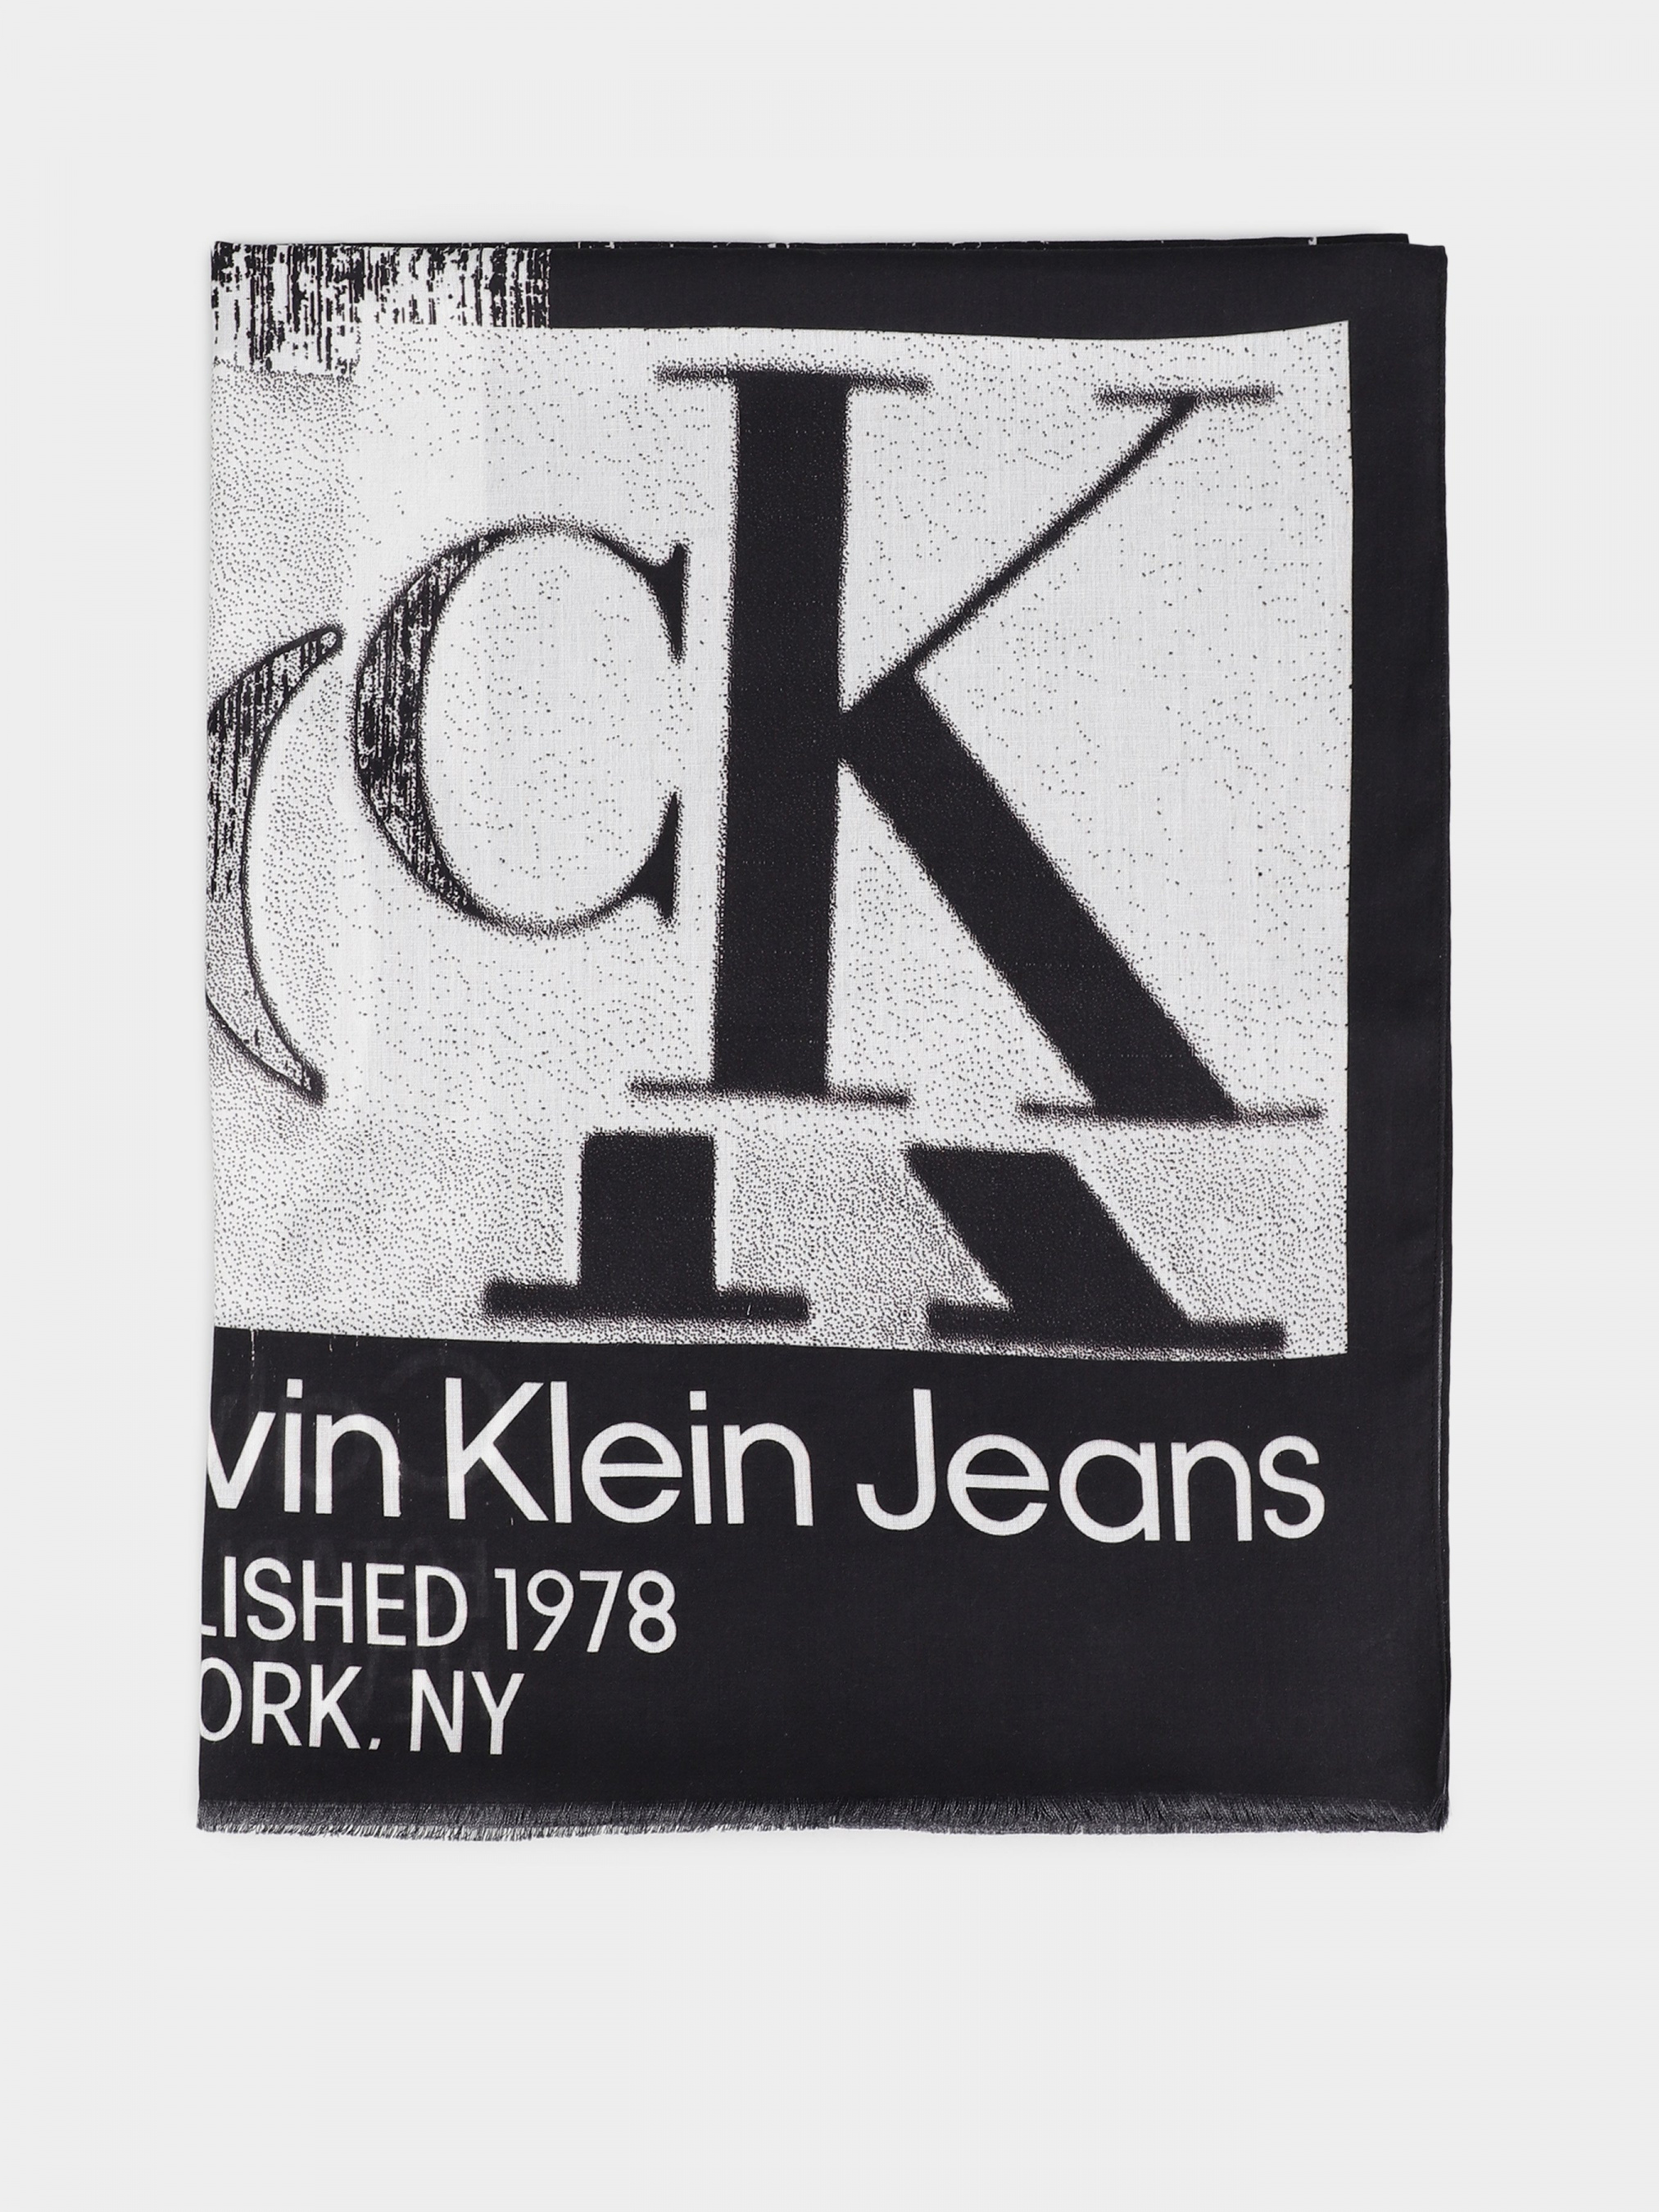 cK
vin Klein Jeans
LISHED 1978
ORK, NY